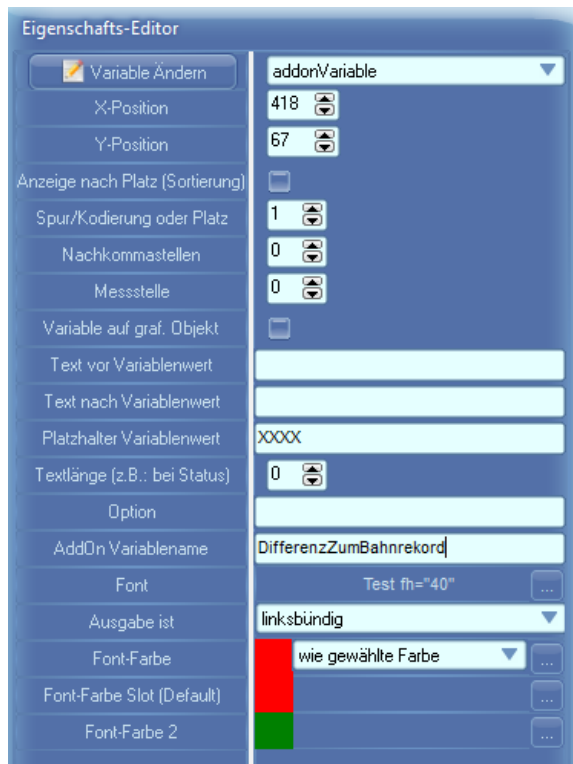 Eigenschafts-Editor
Variable Ändern addonVariable
X-Position 418
Y-Position 67
Anzeige nach Platz (Sortierung)
Spur/Kodierung oder Platz 1
Nachkommastellen 0
Messstelle 0
Variable auf graf. Objekt
Text vor Variablenwert
Text nach Variablenwert
Platzhalter Variablenwert XXXX
Textlänge (z.B.: bei Status) 0
Option
AddOn Variablename DifferenzZumBahnrekord
Font Test fh="40" ...
Ausgabe ist linksbündig
Font-Farbe wie gewählte Farbe ...
Font-Farbe Slot (Default) ...
Font-Farbe 2 ...